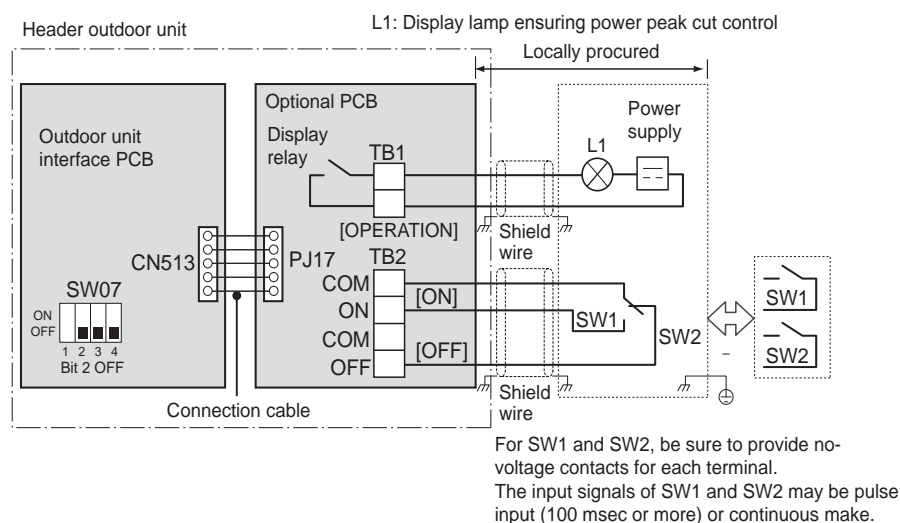 Header outdoor unit
L1: Display lamp ensuring power peak cut control
Locally procured
Outdoor unit
interface PCB
Optional PCB
Display
relay
TB1
[OPERATION]
L1
Power
supply
Shield
wire
CN513
PJ17
TB2
COM
ON
COM
OFF
[ON]
[OFF]
SW1
SW2
SW1
SW2
SW07
ON
OFF
1 2 3 4
Bit 2 OFF
Connection cable
Shield
wire
For SW1 and SW2, be sure to provide no-
voltage contacts for each terminal.
The input signals of SW1 and SW2 may be pulse
input (100 msec or more) or continuous make.